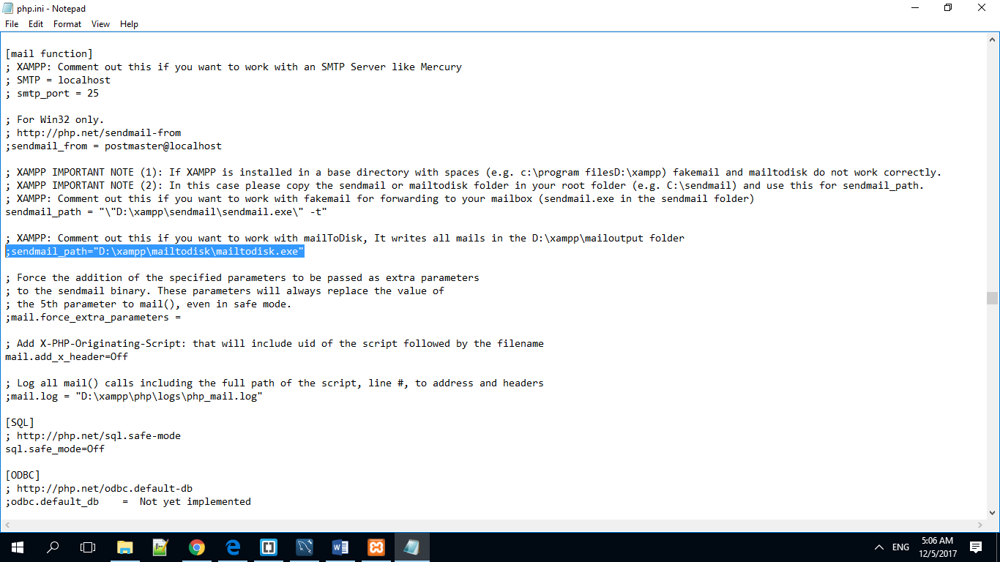 php.ini - Notepad
File Edit Format View Help
[mail function]
; XAMPP: Comment out this if you want to work with an SMTP Server like Mercury
; SMTP = localhost
; smtp_port = 25
; For Win32 only.
; http://php.net/sendmail-from
;sendmail_from = postmaster@localhost
; XAMPP IMPORTANT NOTE (1): If XAMPP is installed in a base directory with spaces (e.g. c:\program filesD:\xampp) fakemail and mailtodisk do not work correctly.
; XAMPP IMPORTANT NOTE (2): In this case please copy the sendmail or mailtodisk folder in your root folder (e.g. C:\sendmail) and use this for sendmail_path.
; XAMPP: Comment out this if you want to work with fakemail for forwarding to your mailbox (sendmail.exe in the sendmail folder)
sendmail_path = "\"D:\xampp\sendmail\sendmail.exe\" -t"
; XAMPP: Comment out this if you want to work with mailToDisk, It writes all mails in the D:\xampp\mailoutput folder
;sendmail_path="D:\xampp\mailtodisk\mailtodisk.exe"
; Force the addition of the specified parameters to be passed as extra parameters
; to the sendmail binary. These parameters will always replace the value of
; the 5th parameter to mail(), even in safe mode.
;mail.force_extra_parameters =
; Add X-PHP-Originating-Script: that will include uid of the script followed by the filename
mail.add_x_header=Off
; Log all mail() calls including the full path of the script, line #, to address and headers
;mail.log = "D:\xampp\php\logs\php_mail.log"
[SQL]
; http://php.net/sql.safe-mode
sql.safe_mode=Off
[ODBC]
; http://php.net/odbc.default-db
;odbc.default_db    =  Not yet implemented
ENG
5:06 AM
12/5/2017